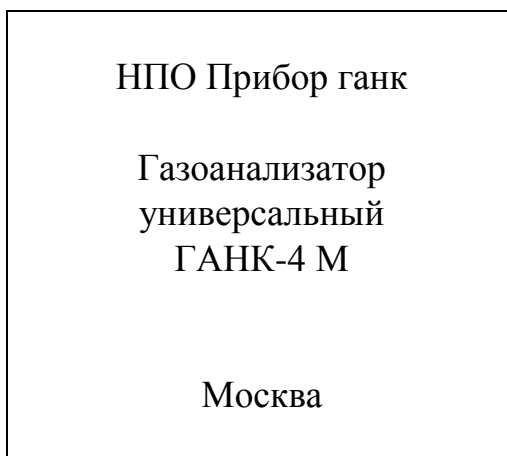 НПО Прибор ганк
Газоанализатор
универсальный
ГАНК-4 М
Москва